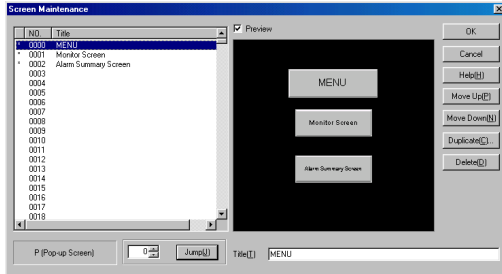 Screen Maintenance
NO. Title
* 0000 MENU
* 0001 Monitor Screen
* 0002 Alarm Summary Screen
0003
0004
0005
0006
0007
0008
0009
0010
0011
0012
0013
0014
0015
0016
0017
0018
P (Pop-up Screen)
0
Jump(J)
Preview
MENU
Monitor Screen
Alarm Summary Screen
Title(T) MENU
OK
Cancel
Help(H)
Move Up(P)
Move Down(N)
Duplicate(C)...
Delete(D)